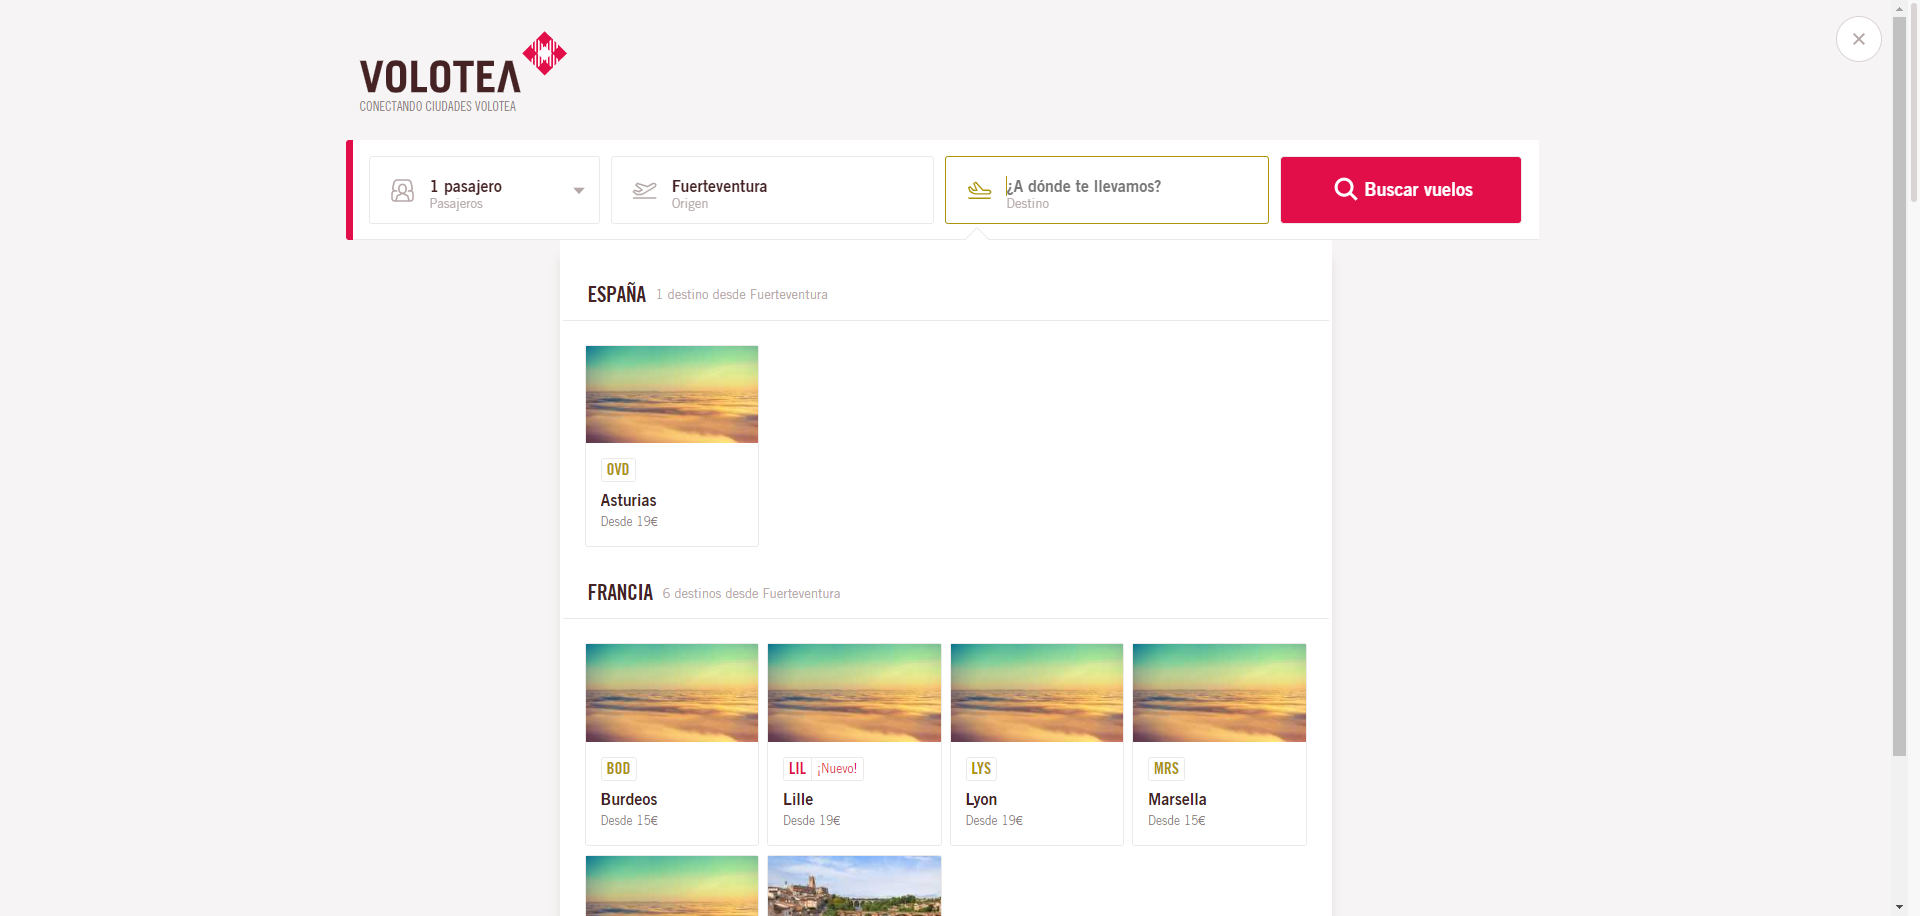 VOLOTEA
CONECTANDO CIUDADES VOLOTEA
1 pasajero
Pasajeros
Fuerteventura
Origen
¿A dónde te llevamos?
Destino
Buscar vuelos
ESPAÑA 1 destino desde Fuerteventura
OVD
Asturias
Desde 19€
FRANCIA 6 destinos desde Fuerteventura
BOD
Burdeos
Desde 15€
LIL ¡Nuevo!
Lille
Desde 19€
LYS
Lyon
Desde 19€
MRS
Marsella
Desde 15€